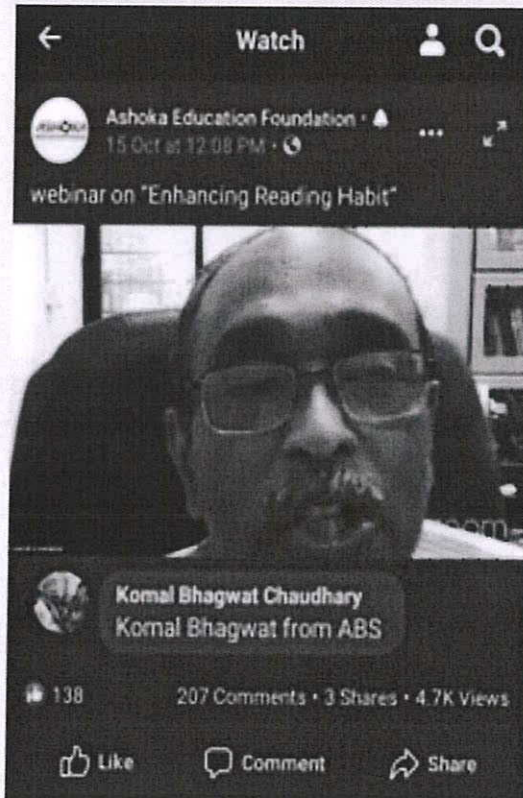 Watch
Ashoka Education Foundation ·
15 Oct at 12:08 PM ·
webinar on "Enhancing Reading Habit"
zoom
Komal Bhagwat Chaudhary
Komal Bhagwat from ABS
138
207 Comments • 3 Shares • 4.7K Views
Like
Comment
Share